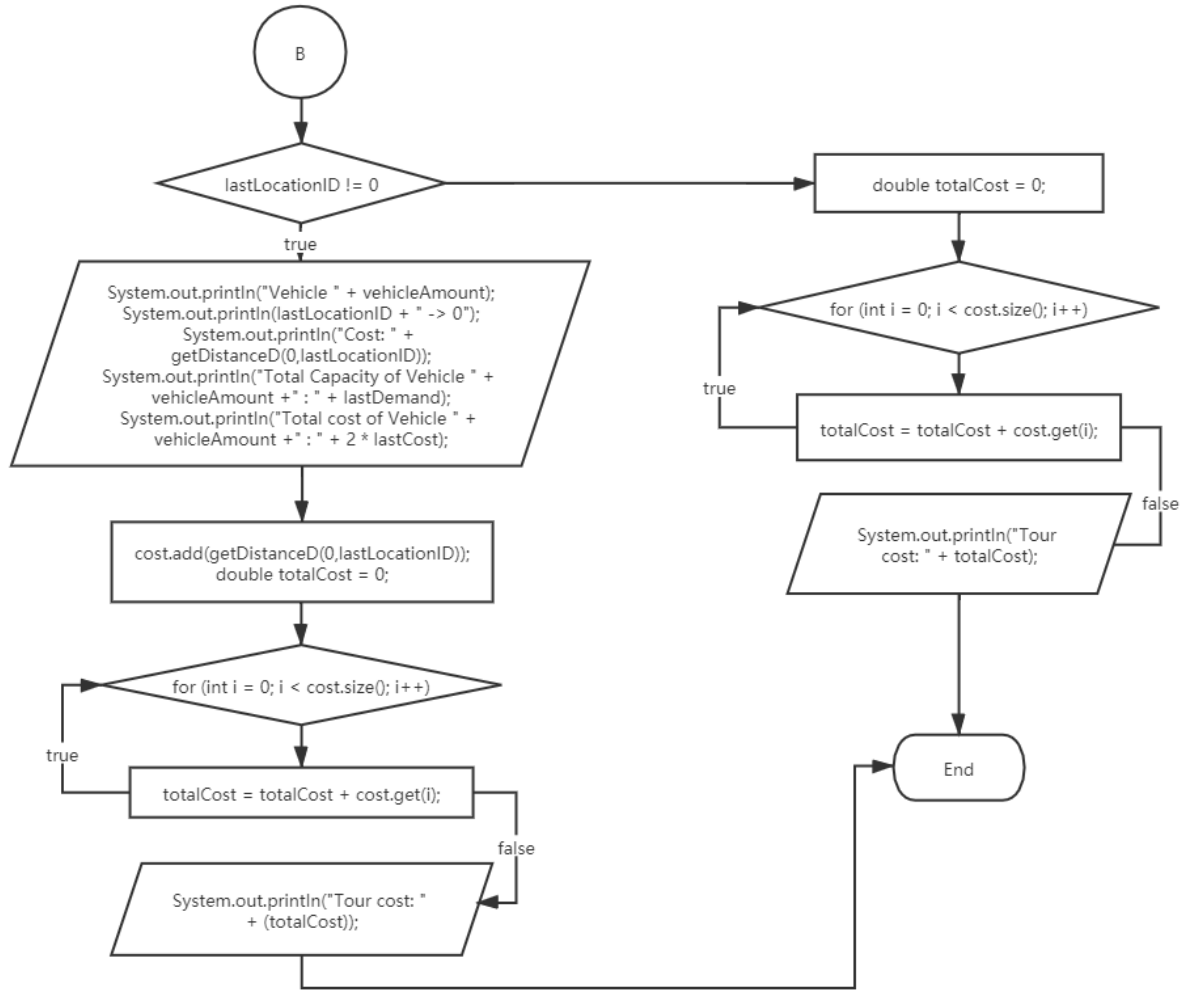 B
lastLocationID != 0
true
System.out.println("Vehicle " + vehicleAmount);
System.out.println(lastLocationID + " -> 0");
System.out.println("Cost: " +
getDistanceD(0,lastLocationID));
System.out.println("Total Capacity of Vehicle " +
vehicleAmount +" : " + lastDemand);
System.out.println("Total cost of Vehicle " +
vehicleAmount +" : " + 2 * lastCost);
cost.add(getDistanceD(0,lastLocationID));
double totalCost = 0;
for (int i = 0; i < cost.size(); i++)
true
totalCost = totalCost + cost.get(i);
false
System.out.println("Tour cost: "
+ (totalCost));
double totalCost = 0;
for (int i = 0; i < cost.size(); i++)
true
totalCost = totalCost + cost.get(i);
false
System.out.println("Tour
cost: " + totalCost);
End